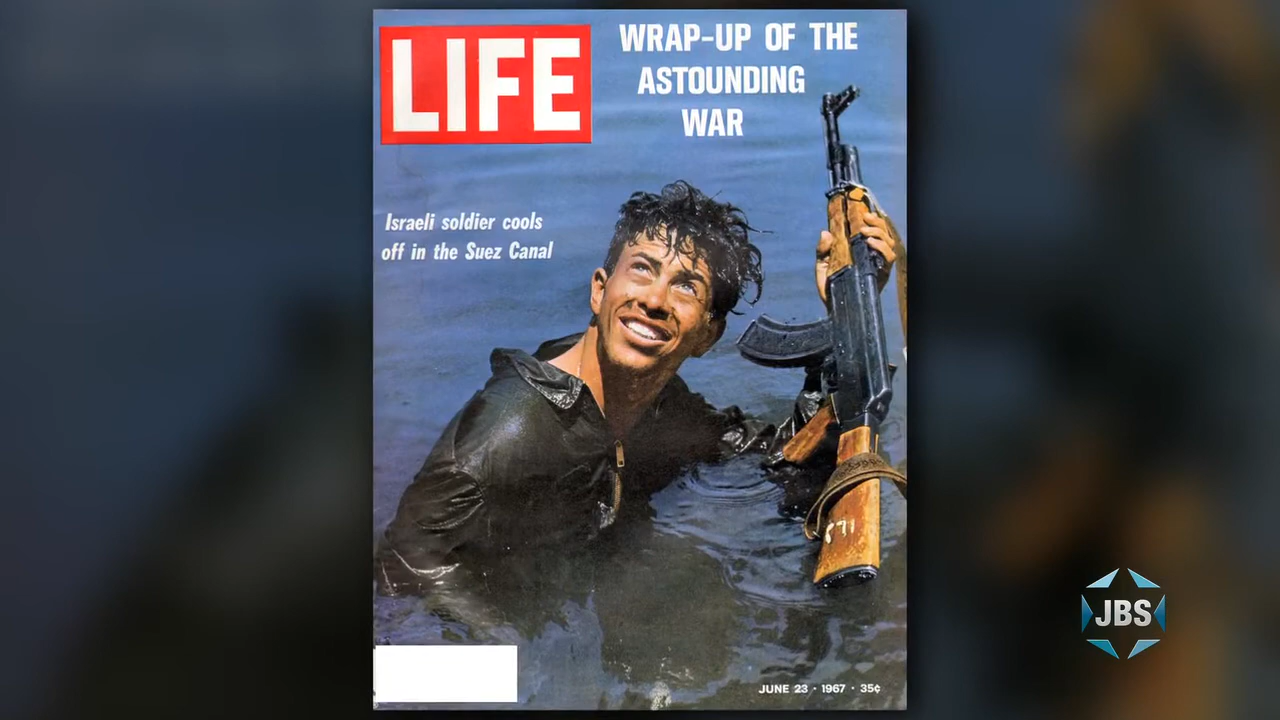 LIFE
WRAP-UP OF THE
ASTOUNDING
WAR
Israeli soldier cools
off in the Suez Canal
871
JUNE 23 · 1967 · 35¢
JBS